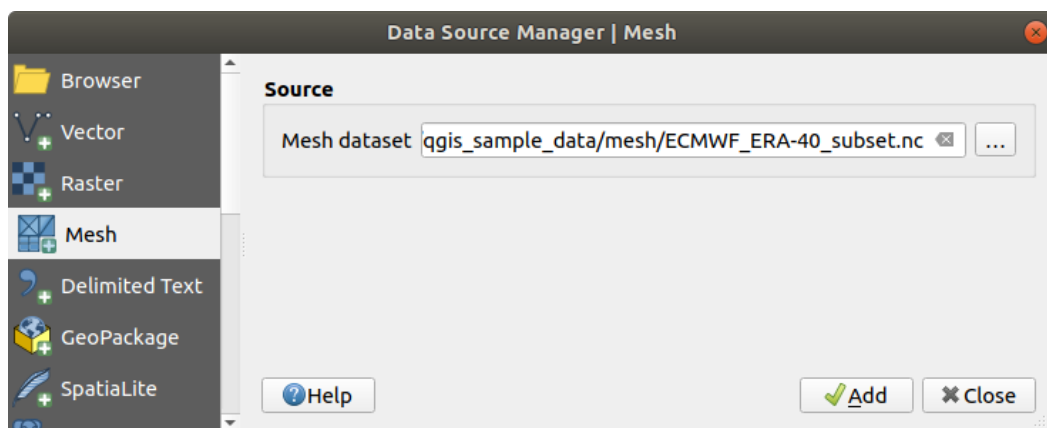 Data Source Manager | Mesh
Browser
Vector
Raster
Mesh
Delimited Text
GeoPackage
SpatiaLite
Source
Mesh dataset qgis_sample_data/mesh/ECMWF_ERA-40_subset.nc ...
Help
Add
Close